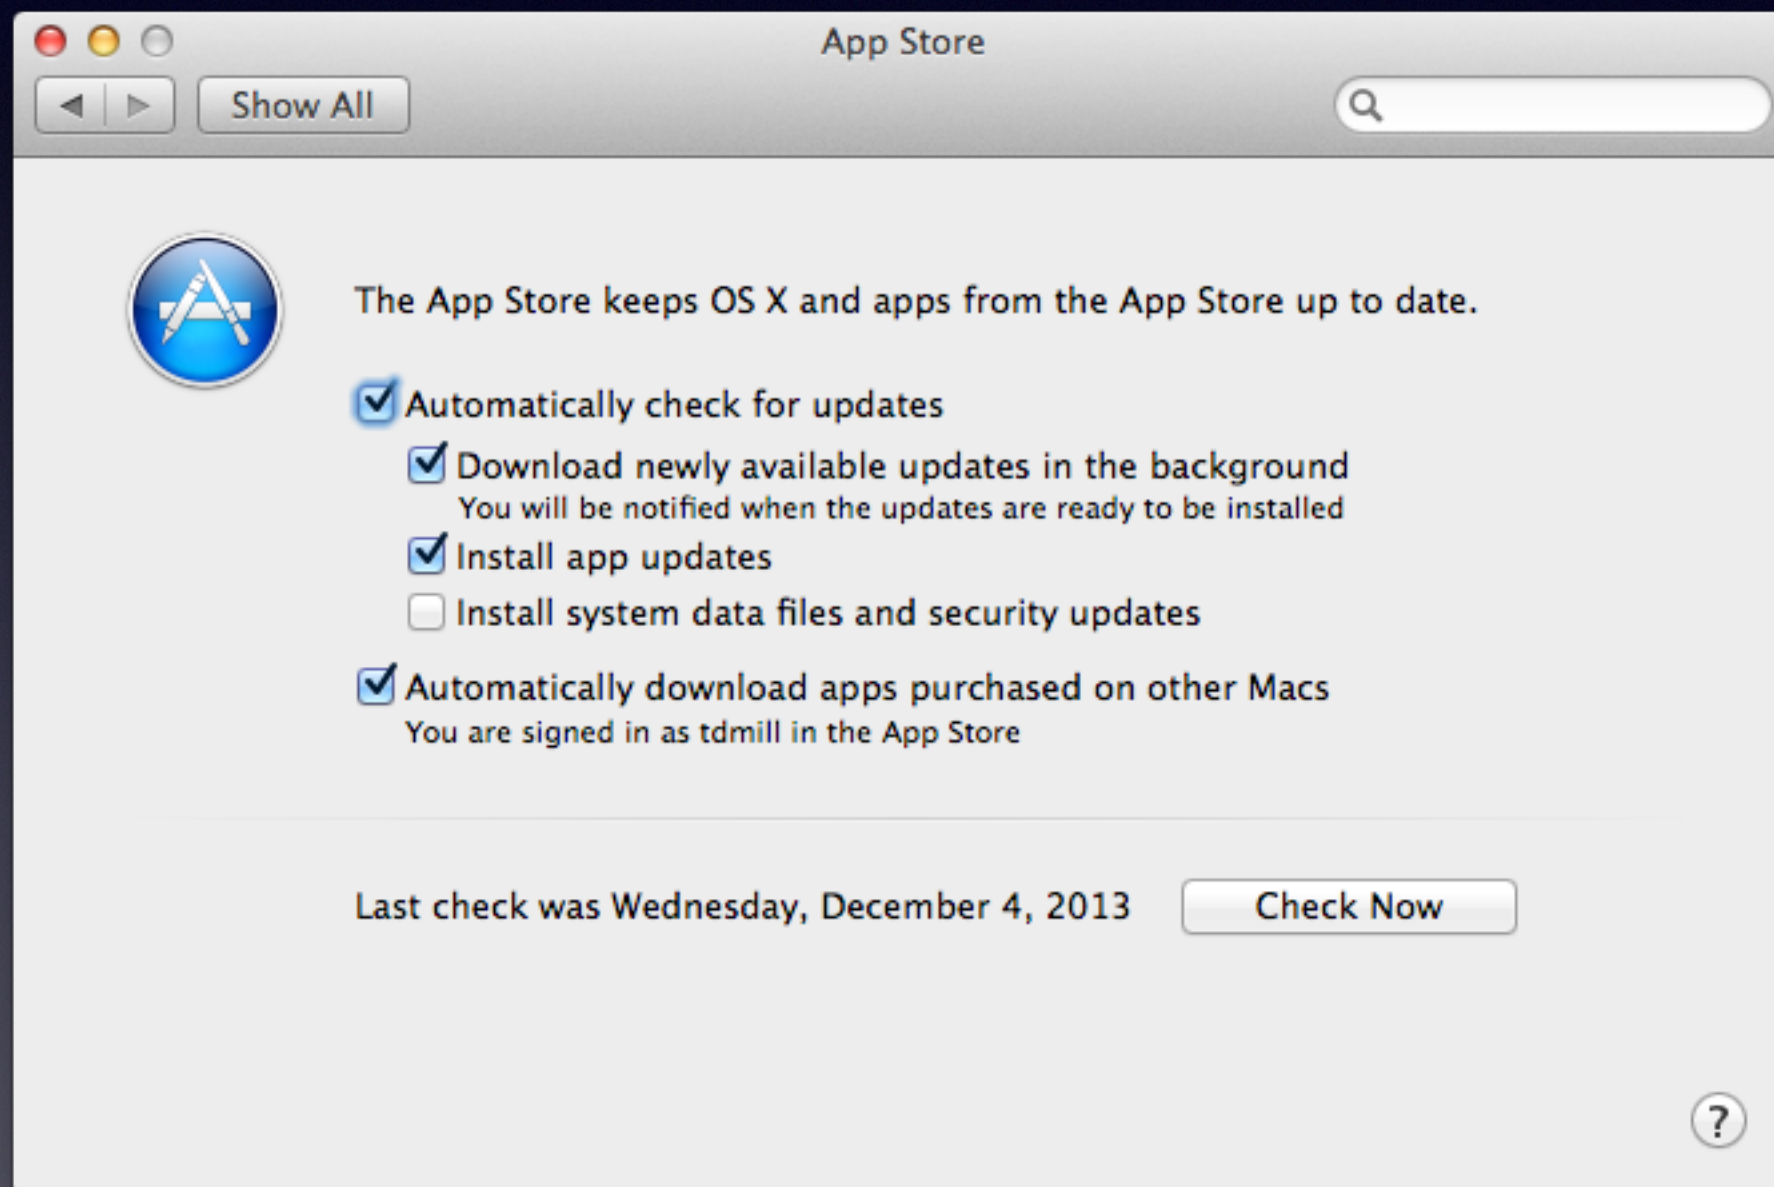 App Store
Show All
The App Store keeps OS X and apps from the App Store up to date.
Automatically check for updates
Download newly available updates in the background
You will be notified when the updates are ready to be installed
Install app updates
Install system data files and security updates
Automatically download apps purchased on other Macs
You are signed in as tdmill in the App Store
Last check was Wednesday, December 4, 2013 Check Now
?